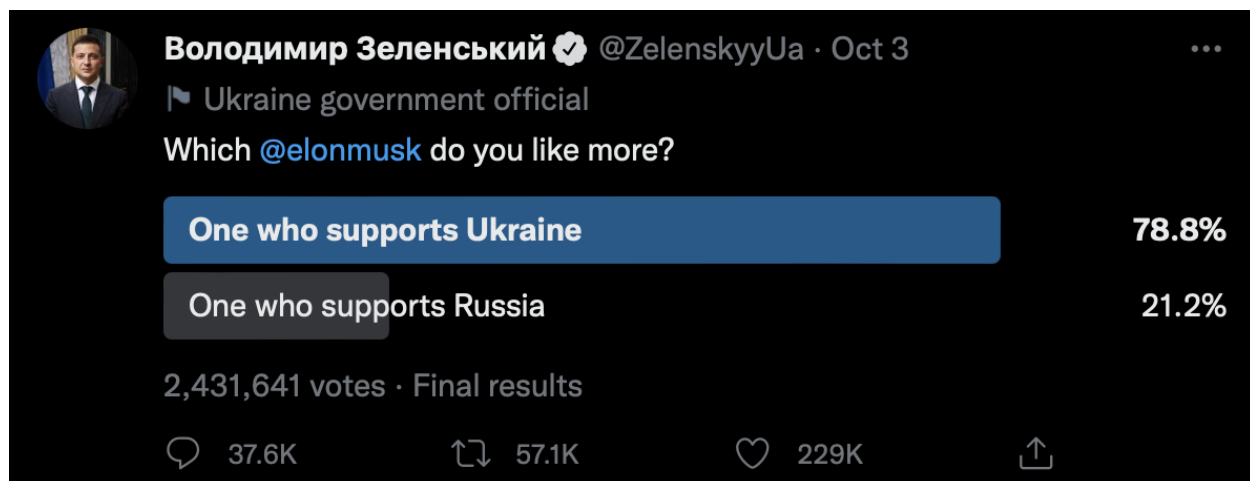 Володимир Зеленський @ZelenskyyUa · Oct 3
Ukraine government official
Which @elonmusk do you like more?
One who supports Ukraine 78.8%
One who supports Russia 21.2%
2,431,641 votes · Final results
37.6K 57.1K 229K